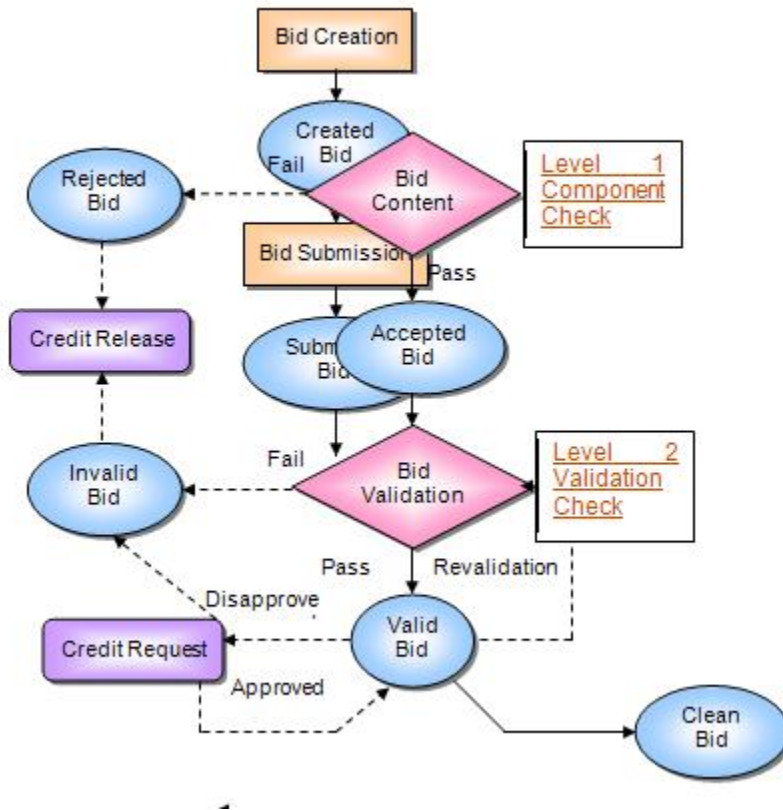 Bid Creation
Created
Bid
Fail
Rejected
Bid
Bid
Content
Level 1
Component
Check
Bid Submission
Pass
Credit Release
Bid
Accepted
Bid
Fail
Invalid
Bid
Bid
Validation
Level 2
Validation
Check
Pass
Revalidation
Disapprove
Valid
Bid
Credit Request
Approved
Clean
Bid